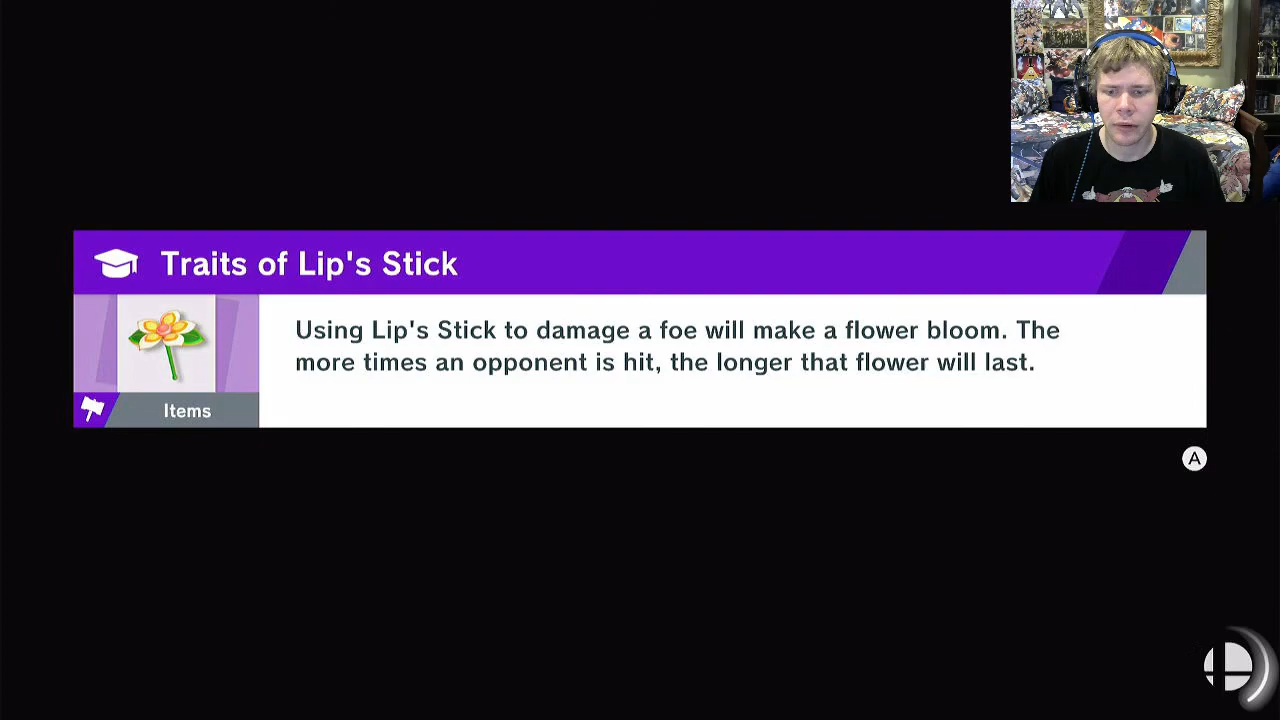 Traits of Lip's Stick
Using Lip's Stick to damage a foe will make a flower bloom. The
more times an opponent is hit, the longer that flower will last.
Items
A